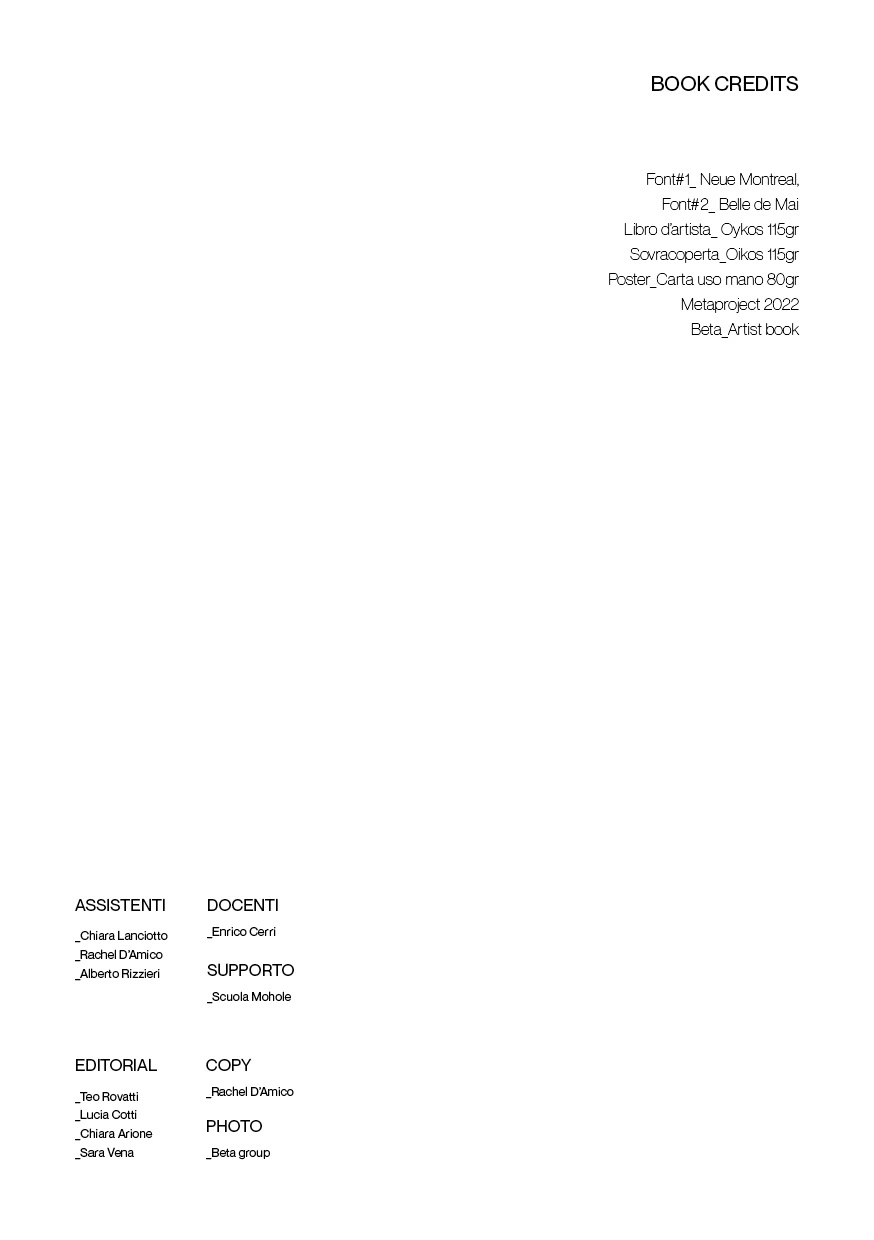 BOOK CREDITS
Font#1_ Neue Montreal,
Font#2_ Belle de Mai
Libro d'artista_ Oykos 115gr
Sovracoperta_Oikos 115gr
Poster_Carta uso mano 80gr
Metaproject 2022
Beta_Artist book
ASSISTENTI
_Chiara Lanciotto
_Rachel D'Amico
_Alberto Rizzieri
DOCENTI
_Enrico Cerri
SUPPORTO
_Scuola Mohole
EDITORIAL
_Teo Rovatti
_Lucia Cotti
_Chiara Arione
_Sara Vena
COPY
_Rachel D'Amico
PHOTO
_Beta group